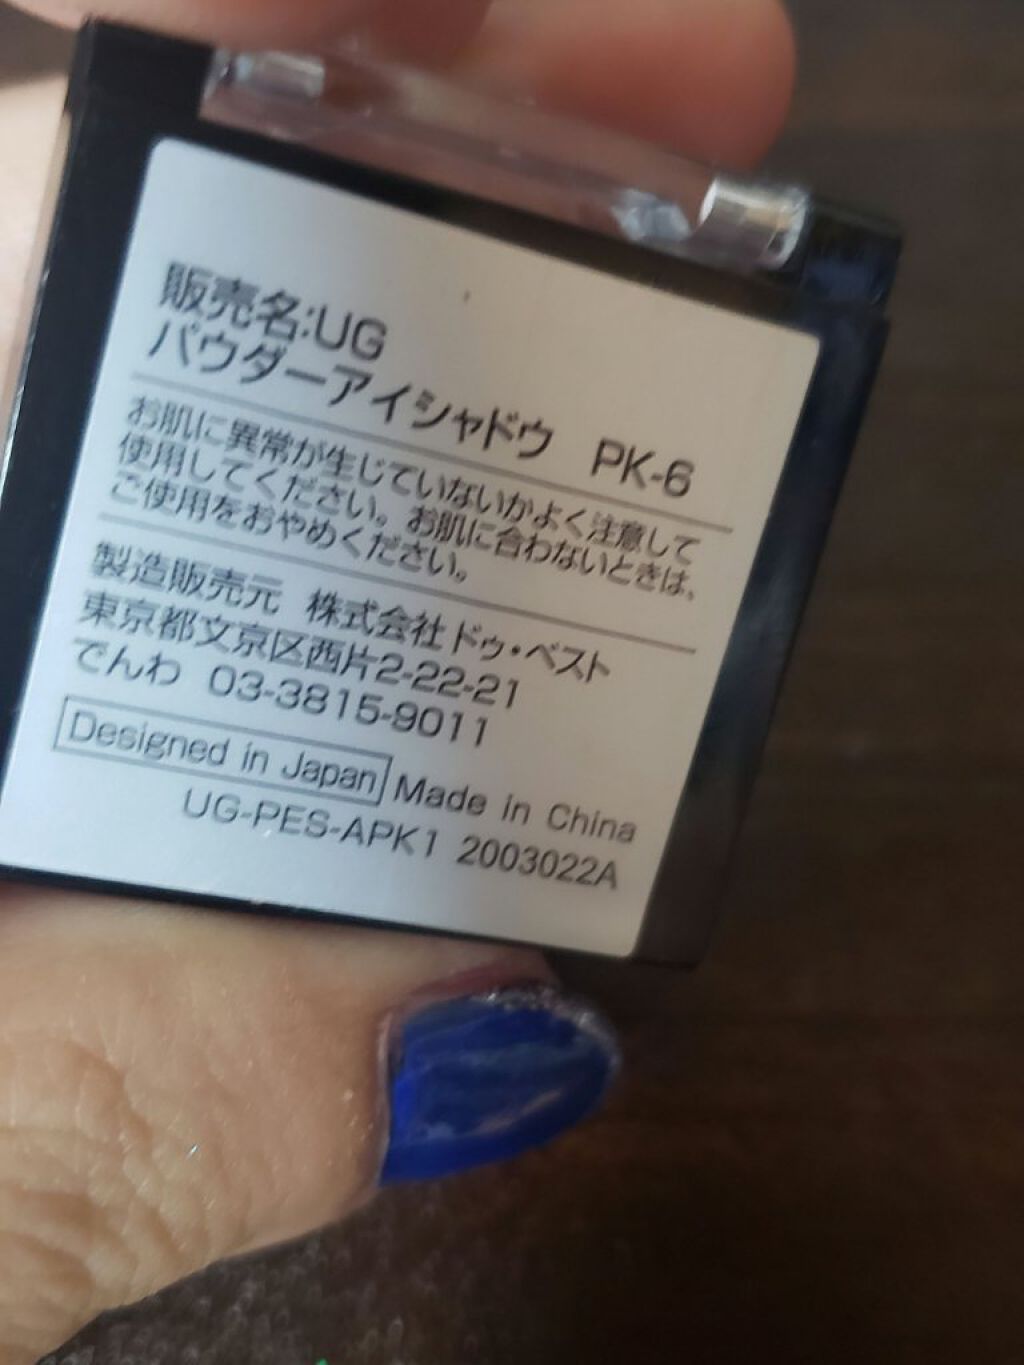 販売名:UG
パウダーアイシャドウ PK-6
お肌に異常が生じていないかよく注意して
使用してください。お肌に合わないときは、
ご使用をおやめください。
製造販売元 株式会社ドゥ・ベスト
東京都文京区西片2-22-21
でんわ 03-3815-9011
Designed in Japan Made in China
UG-PES-APK1 2003022A